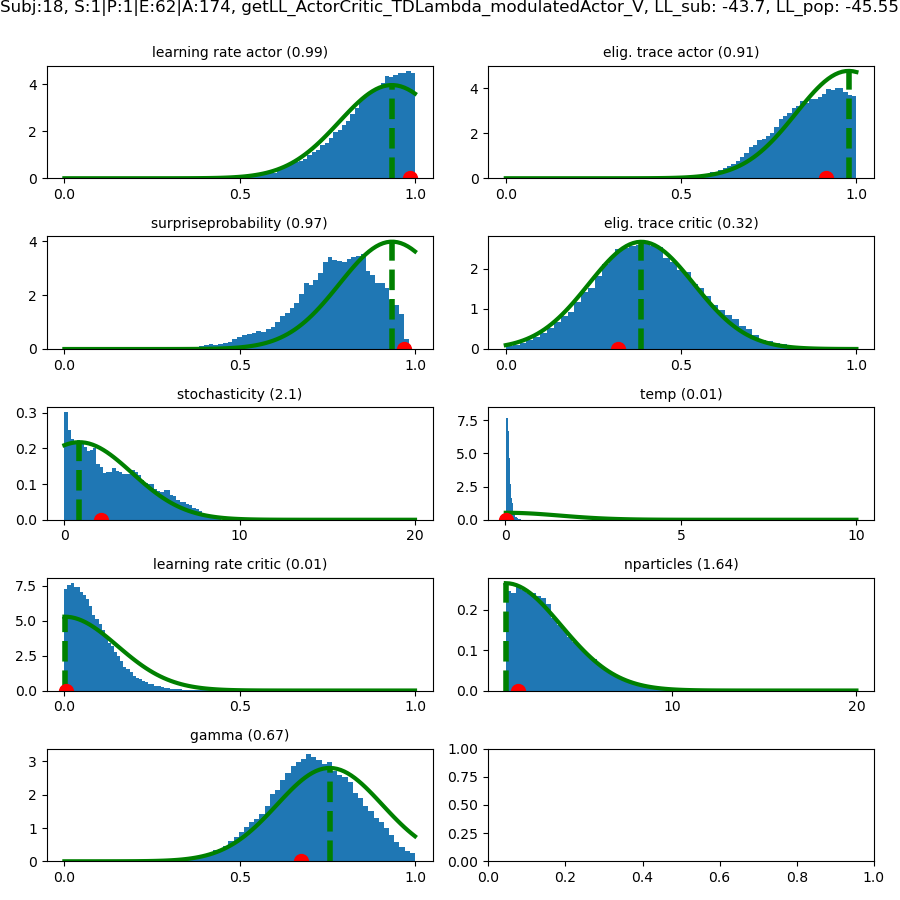 Subj:18, S:1|P:1|E:62|A:174, getLL_ActorCritic_TDLambda_modulatedActor_V, LL_sub: -43.7, LL_pop: -45.55
learning rate actor (0.99)
4
2
0
0.0 0.5 1.0
elig. trace actor (0.91)
4
2
0
0.0 0.5 1.0
surpriseprobability (0.97)
4
2
0
0.0 0.5 1.0
elig. trace critic (0.32)
2
1
0
0.0 0.5 1.0
stochasticity (2.1)
0.3
0.2
0.1
0.0
0 10 20
temp (0.01)
7.5
5.0
2.5
0.0
0 5 10
learning rate critic (0.01)
7.5
5.0
2.5
0.0
0.0 0.5 1.0
nparticles (1.64)
0.2
0.1
0.0
10 20
gamma (0.67)
3
2
1
0
0.0 0.5 1.0
1.00
0.75
0.50
0.25
0.00
0.0 0.2 0.4 0.6 0.8 1.0